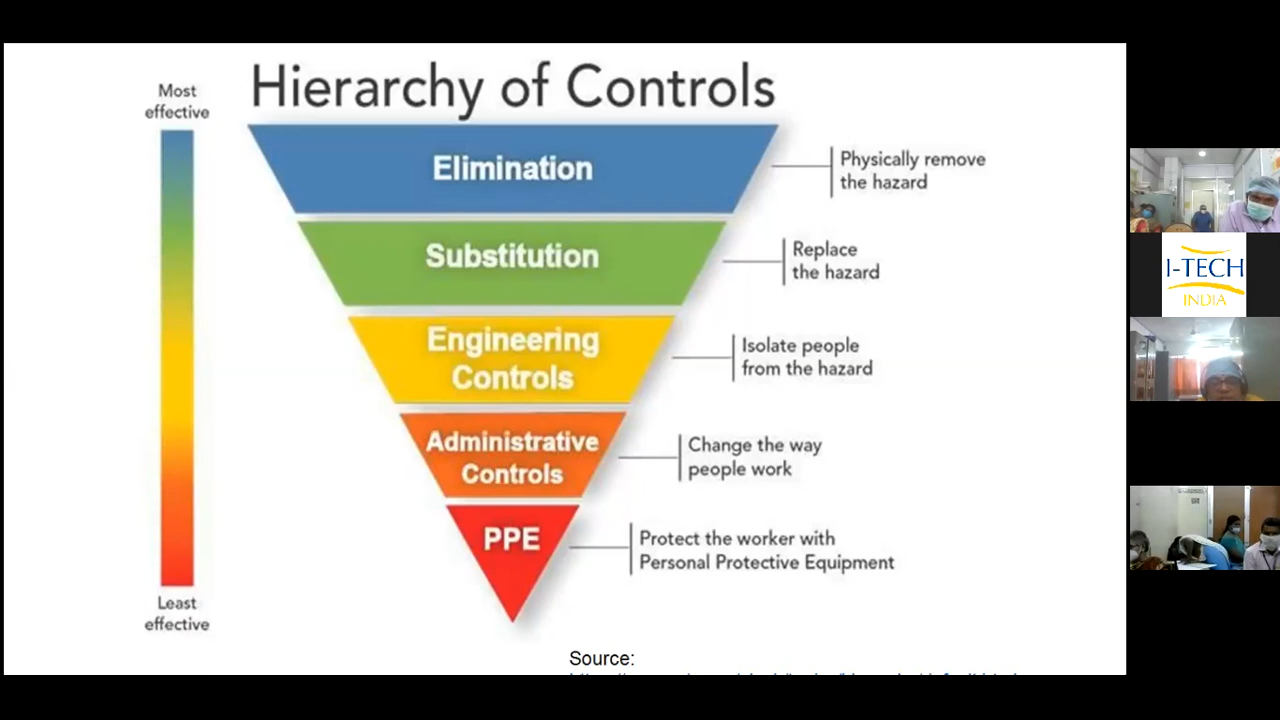 Hierarchy of Controls
Most
effective
Elimination
Physically remove
the hazard
Substitution
Replace
the hazard
Engineering
Controls
Isolate people
from the hazard
Administrative
Controls
Change the way
people work
PPE
Protect the worker with
Personal Protective Equipment
Least
effective
Source:
I-TECH
INDIA